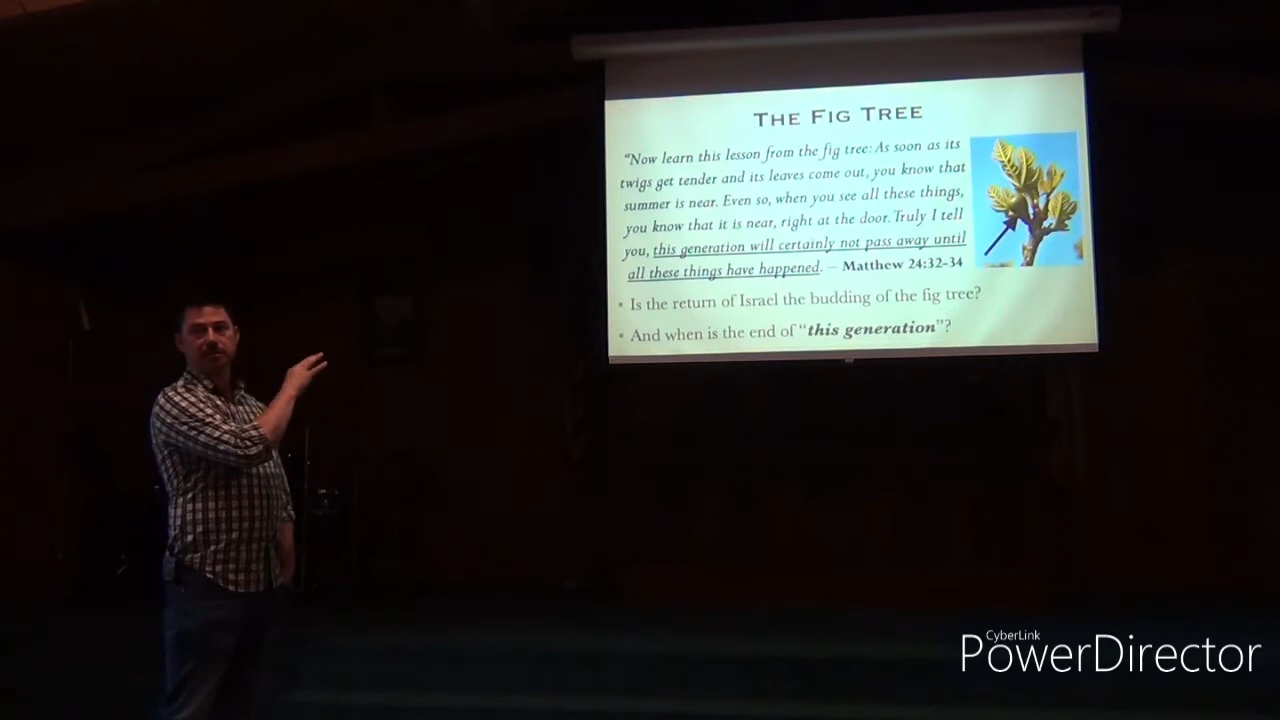 THE FIG TREE
“Now learn this lesson from the fig tree: As soon as its
twigs get tender and its leaves come out, you know that
summer is near. Even so, when you see all these things,
you know that it is near, right at the door. Truly I tell
you, this generation will certainly not pass away until
all these things have happened. – Matthew 24:32-34
• Is the return of Israel the budding of the fig tree?
• And when is the end of “this generation”?
CyberLink
PowerDirector